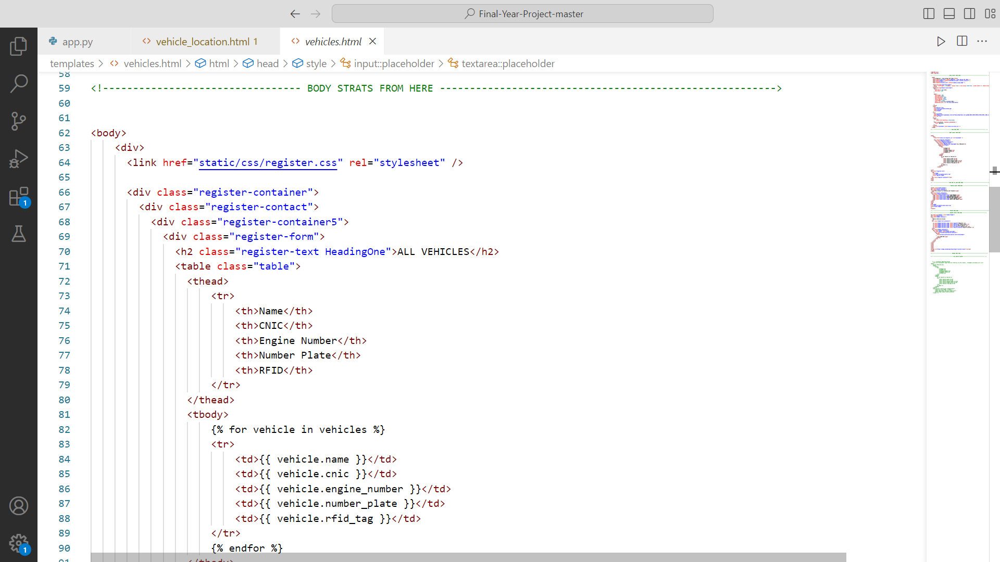 Final-Year-Project-master
app.py
vehicle_location.html 1
vehicles.html
templates > vehicles.html > html > head > style > input::placeholder > textarea::placeholder
58
59 <!--------------------------------- BODY STRATS FROM HERE -------------------------------------------------------->
60
61
62 <body>
63 <div>
64 <link href="static/css/register.css" rel="stylesheet" />
65
66 <div class="register-container">
67 <div class="register-contact">
68 <div class="register-container5">
69 <div class="register-form">
70 <h2 class="register-text HeadingOne">ALL VEHICLES</h2>
71 <table class="table">
72 <thead>
73 <tr>
74 <th>Name</th>
75 <th>CNIC</th>
76 <th>Engine Number</th>
77 <th>Number Plate</th>
78 <th>RFID</th>
79 </tr>
80 </thead>
81 <tbody>
82 {% for vehicle in vehicles %}
83 <tr>
84 <td>{{ vehicle.name }}</td>
85 <td>{{ vehicle.cnic }}</td>
86 <td>{{ vehicle.engine_number }}</td>
87 <td>{{ vehicle.number_plate }}</td>
88 <td>{{ vehicle.rfid_tag }}</td>
89 </tr>
90 {% endfor %}
91 </tbody>
1
1